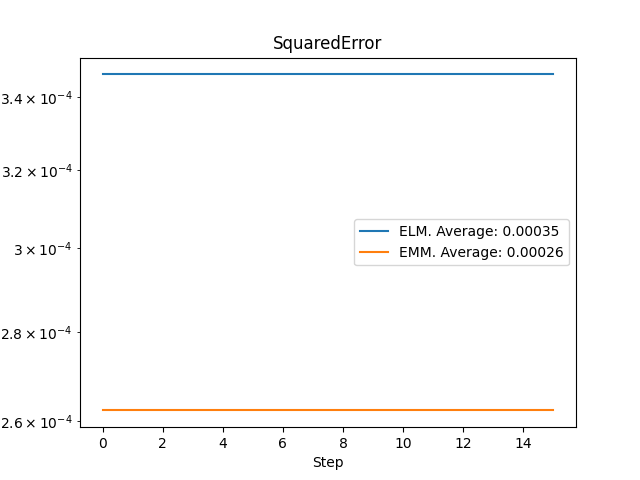 SquaredError
3.4 × 10⁻⁴
3.2 × 10⁻⁴
3 × 10⁻⁴
2.8 × 10⁻⁴
2.6 × 10⁻⁴
ELM. Average: 0.00035
EMM. Average: 0.00026
0 2 4 6 8 10 12 14
Step